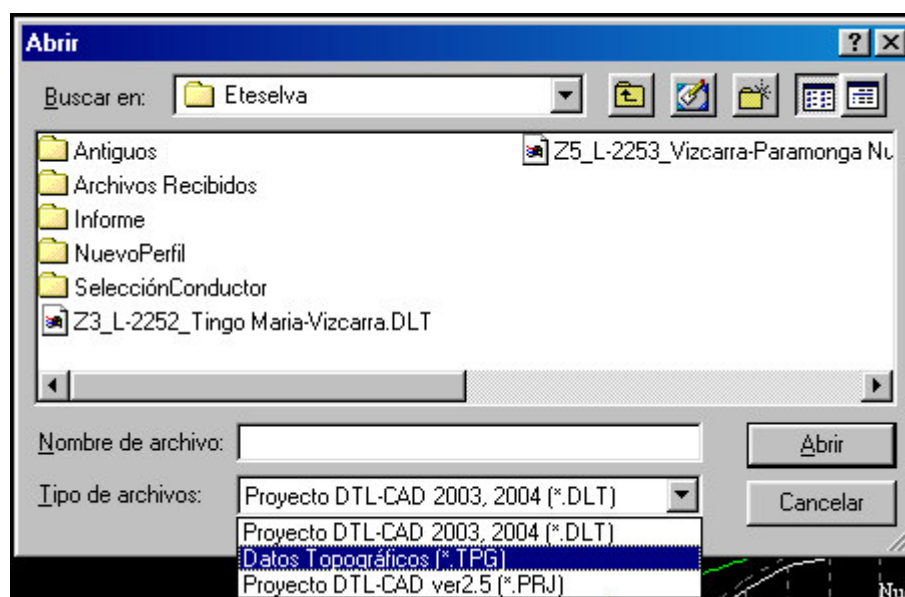 Abrir
Buscar en: Eteselva
Antiguos
Archivos Recibidos
Informe
NuevoPerfil
SelecciónConductor
Z3_L-2252_Tingo Maria-Vizcarra.DLT
Z5_L-2253_Vizcarra-Paramonga Nu
Nombre de archivo:
Abrir
Tipo de archivos: Proyecto DTL-CAD 2003, 2004 (*.DLT)
Cancelar
Proyecto DTL-CAD 2003, 2004 (*.DLT)
Datos Topográficos (*.TPG)
Proyecto DTL-CAD ver2.5 (*.PRJ)
Nu